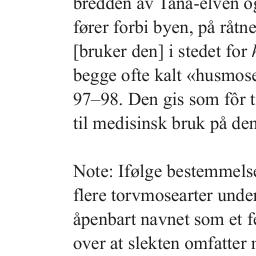 bredden av Tana-elven og
fører forbi byen, på råtne
[bruker den] i stedet for
begge ofte kalt «husmose
97–98. Den gis som fôr t
til medisinsk bruk på den
Note: Ifølge bestemmelse
flere torvmosearter unde
åpenbart navnet som et f
over at slekten omfatter